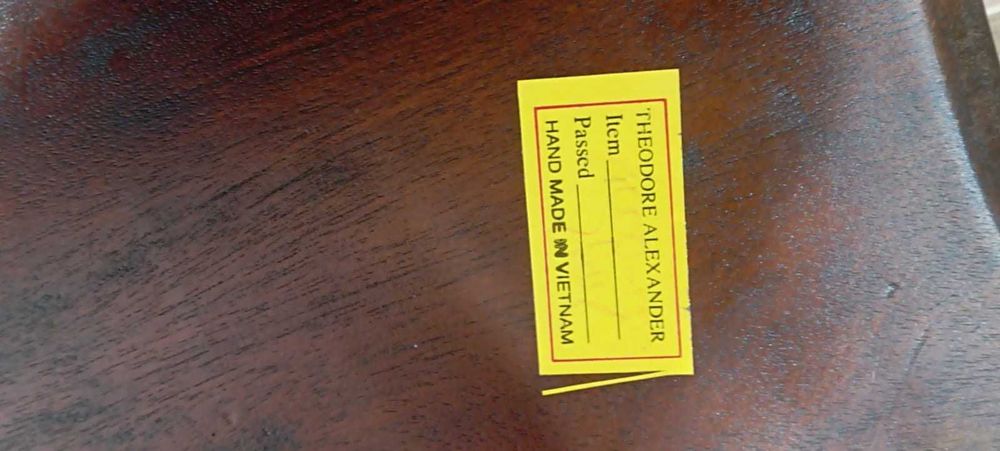 THEODORE ALEXANDER
Item
Passed
HAND MADE IN VIETNAM